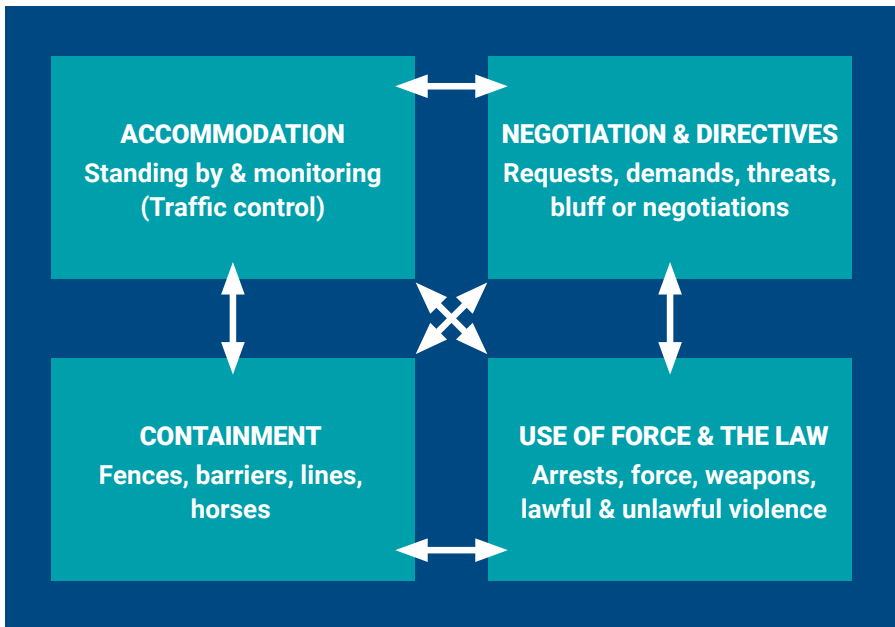 ACCOMMODATION
Standing by & monitoring
(Traffic control)
NEGOTIATION & DIRECTIVES
Requests, demands, threats,
bluff or negotiations
CONTAINMENT
Fences, barriers, lines,
horses
USE OF FORCE & THE LAW
Arrests, force, weapons,
lawful & unlawful violence